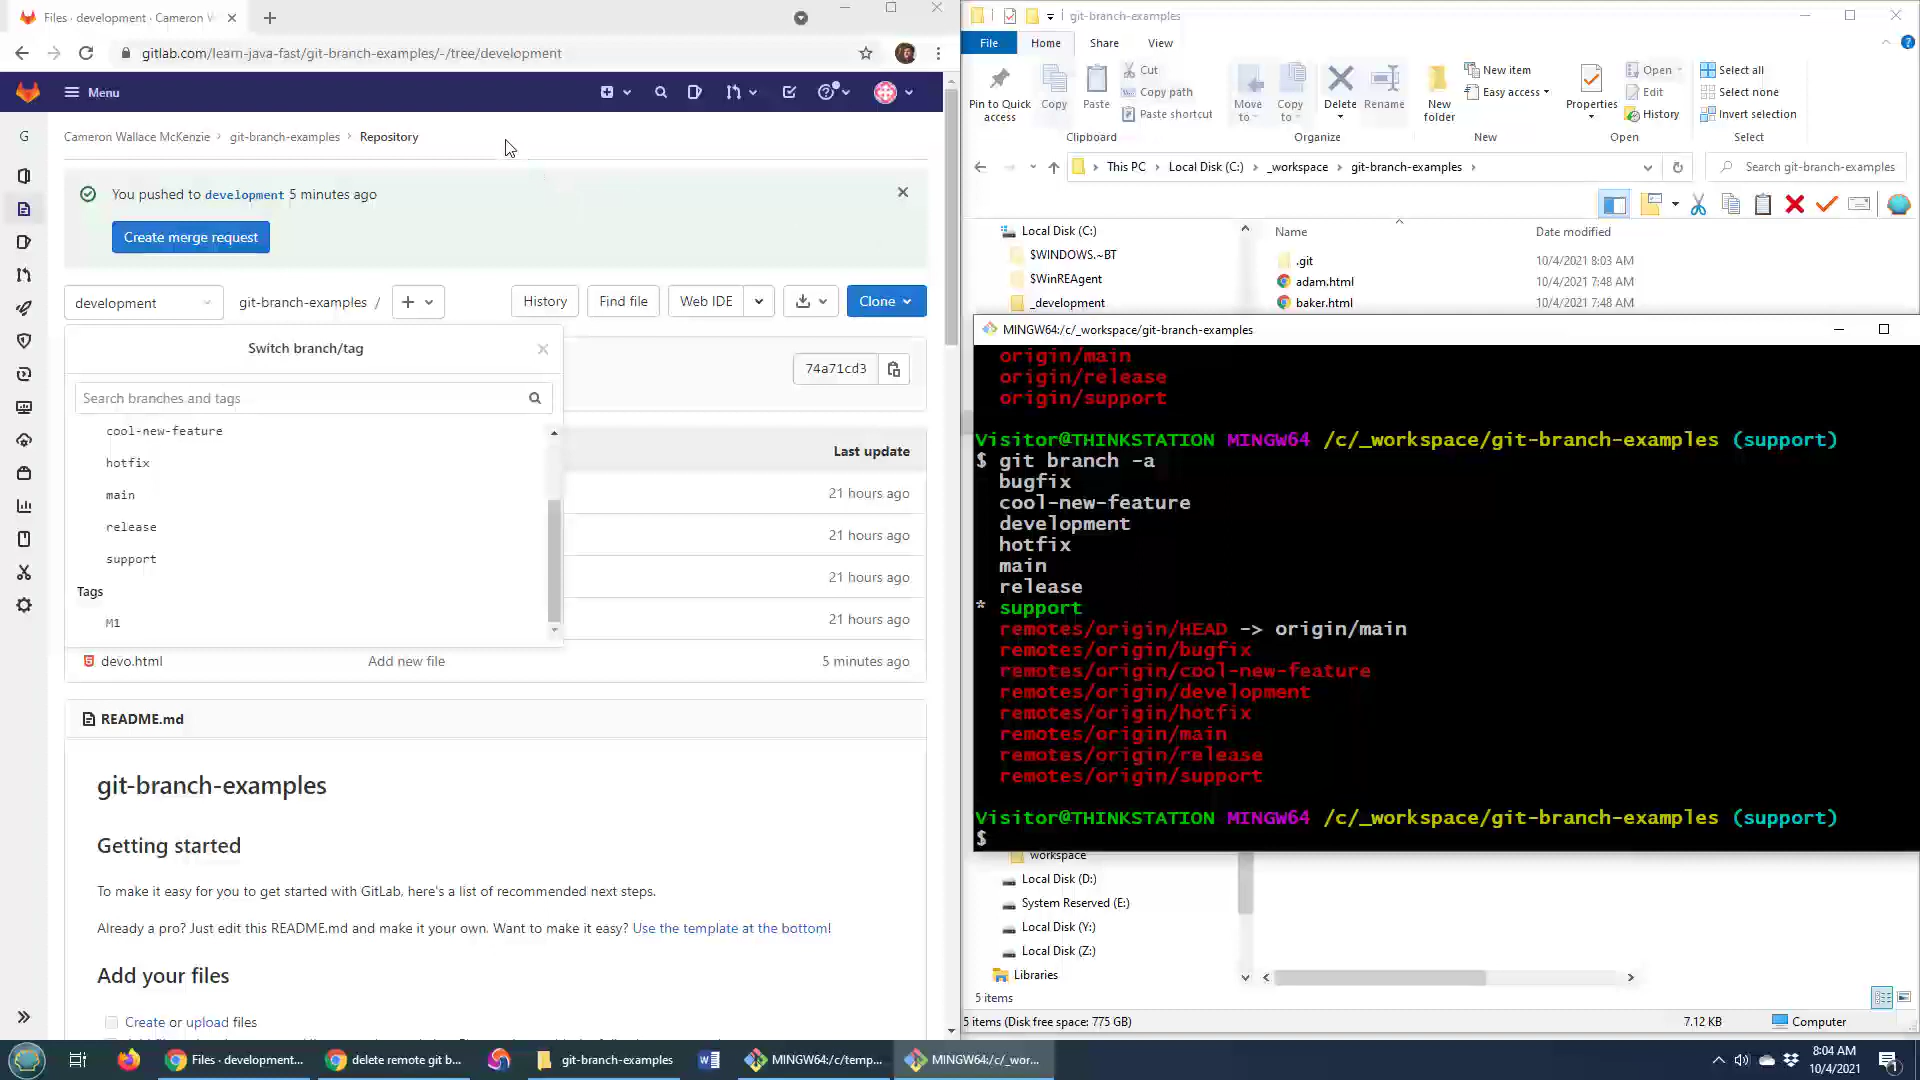 Files · development · Cameron W
gitlab.com/learn-java-fast/git-branch-examples/-/tree/development
Menu
G
Cameron Wallace McKenzie › git-branch-examples › Repository
You pushed to development 5 minutes ago
Create merge request
development
git-branch-examples /
History
Find file
Web IDE
Clone
Switch branch/tag
74a71cd3
Search branches and tags
cool-new-feature
hotfix
main
release
support
Tags
M1
Last update
21 hours ago
21 hours ago
21 hours ago
21 hours ago
devo.html Add new file 5 minutes ago
README.md
git-branch-examples
Getting started
To make it easy for you to get started with GitLab, here's a list of recommended next steps.
Already a pro? Just edit this README.md and make it your own. Want to make it easy? Use the template at the bottom!
Add your files
Create or upload files
git-branch-examples
File Home Share View
Pin to Quick access
Copy
Paste
Cut
Copy path
Paste shortcut
Clipboard
Move to
Copy to
Delete
Rename
Organize
New folder
New item
Easy access
New
Properties
Open
Edit
History
Open
Select all
Select none
Invert selection
Select
This PC › Local Disk (C:) › _workspace › git-branch-examples ›
Search git-branch-examples
Local Disk (C:)
$WINDOWS.~BT
$WinREAgent
_development
Name Date modified
.git 10/4/2021 8:03 AM
adam.html 10/4/2021 7:48 AM
baker.html 10/4/2021 7:48 AM
MINGW64:/c/_workspace/git-branch-examples
origin/main
origin/release
origin/support
Visitor@THINKSTATION MINGW64 /c/_workspace/git-branch-examples (support)
$ git branch -a
bugfix
cool-new-feature
development
hotfix
main
release
* support
remotes/origin/HEAD -> origin/main
remotes/origin/bugfix
remotes/origin/cool-new-feature
remotes/origin/development
remotes/origin/hotfix
remotes/origin/main
remotes/origin/release
remotes/origin/support
Visitor@THINKSTATION MINGW64 /c/_workspace/git-branch-examples (support)
$
workspace
Local Disk (D:)
System Reserved (E:)
Local Disk (Y:)
Local Disk (Z:)
Libraries
5 items
5 items (Disk free space: 775 GB) 7.12 KB Computer
Files · development...
delete remote git b...
git-branch-examples
MINGW64:/c/temp...
MINGW64:/c/_wor...
8:04 AM
10/4/2021
1